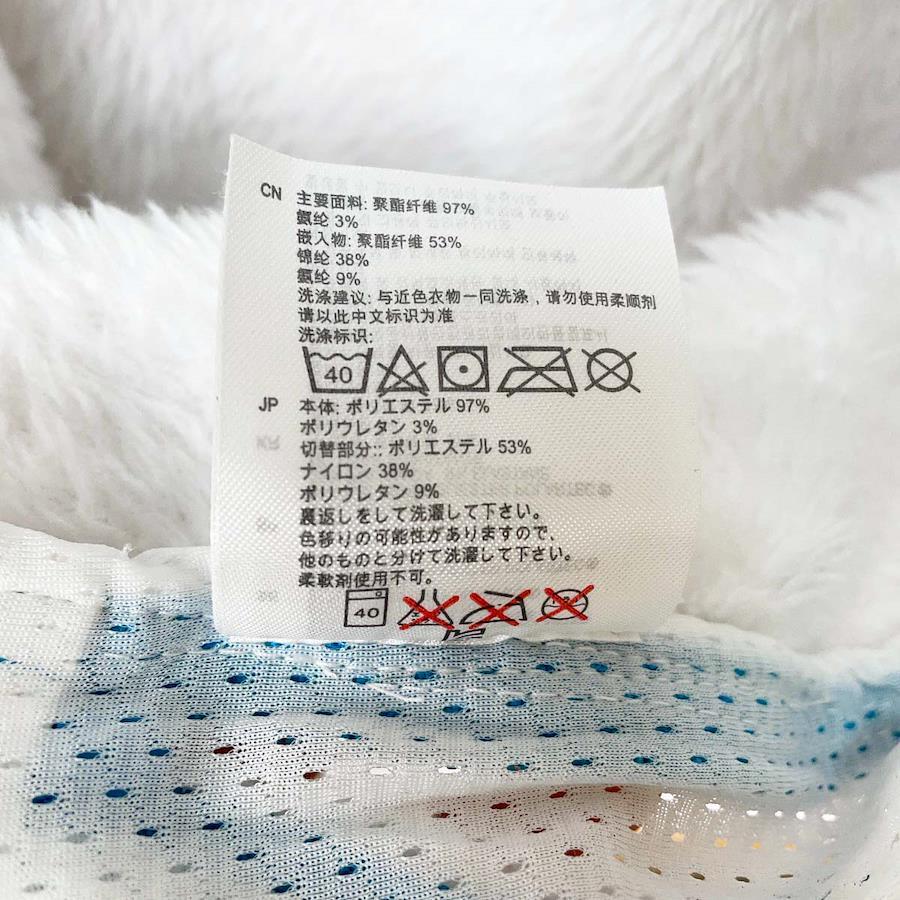 CN 主要面料: 聚酯纤维 97%
氨纶 3%
嵌入物: 聚酯纤维 53%
锦纶 38%
氨纶 9%
洗涤建议: 与近色衣物一同洗涤，请勿使用柔顺剂
请以此中文标识为准
洗涤标识:
40
JP 本体: ポリエステル 97%
ポリウレタン 3%
切替部分:: ポリエステル 53%
ナイロン 38%
ポリウレタン 9%
裏返しをして洗濯して下さい。
色移りの可能性がありますので、
他のものと分けて洗濯して下さい。
柔軟剤使用不可。
40